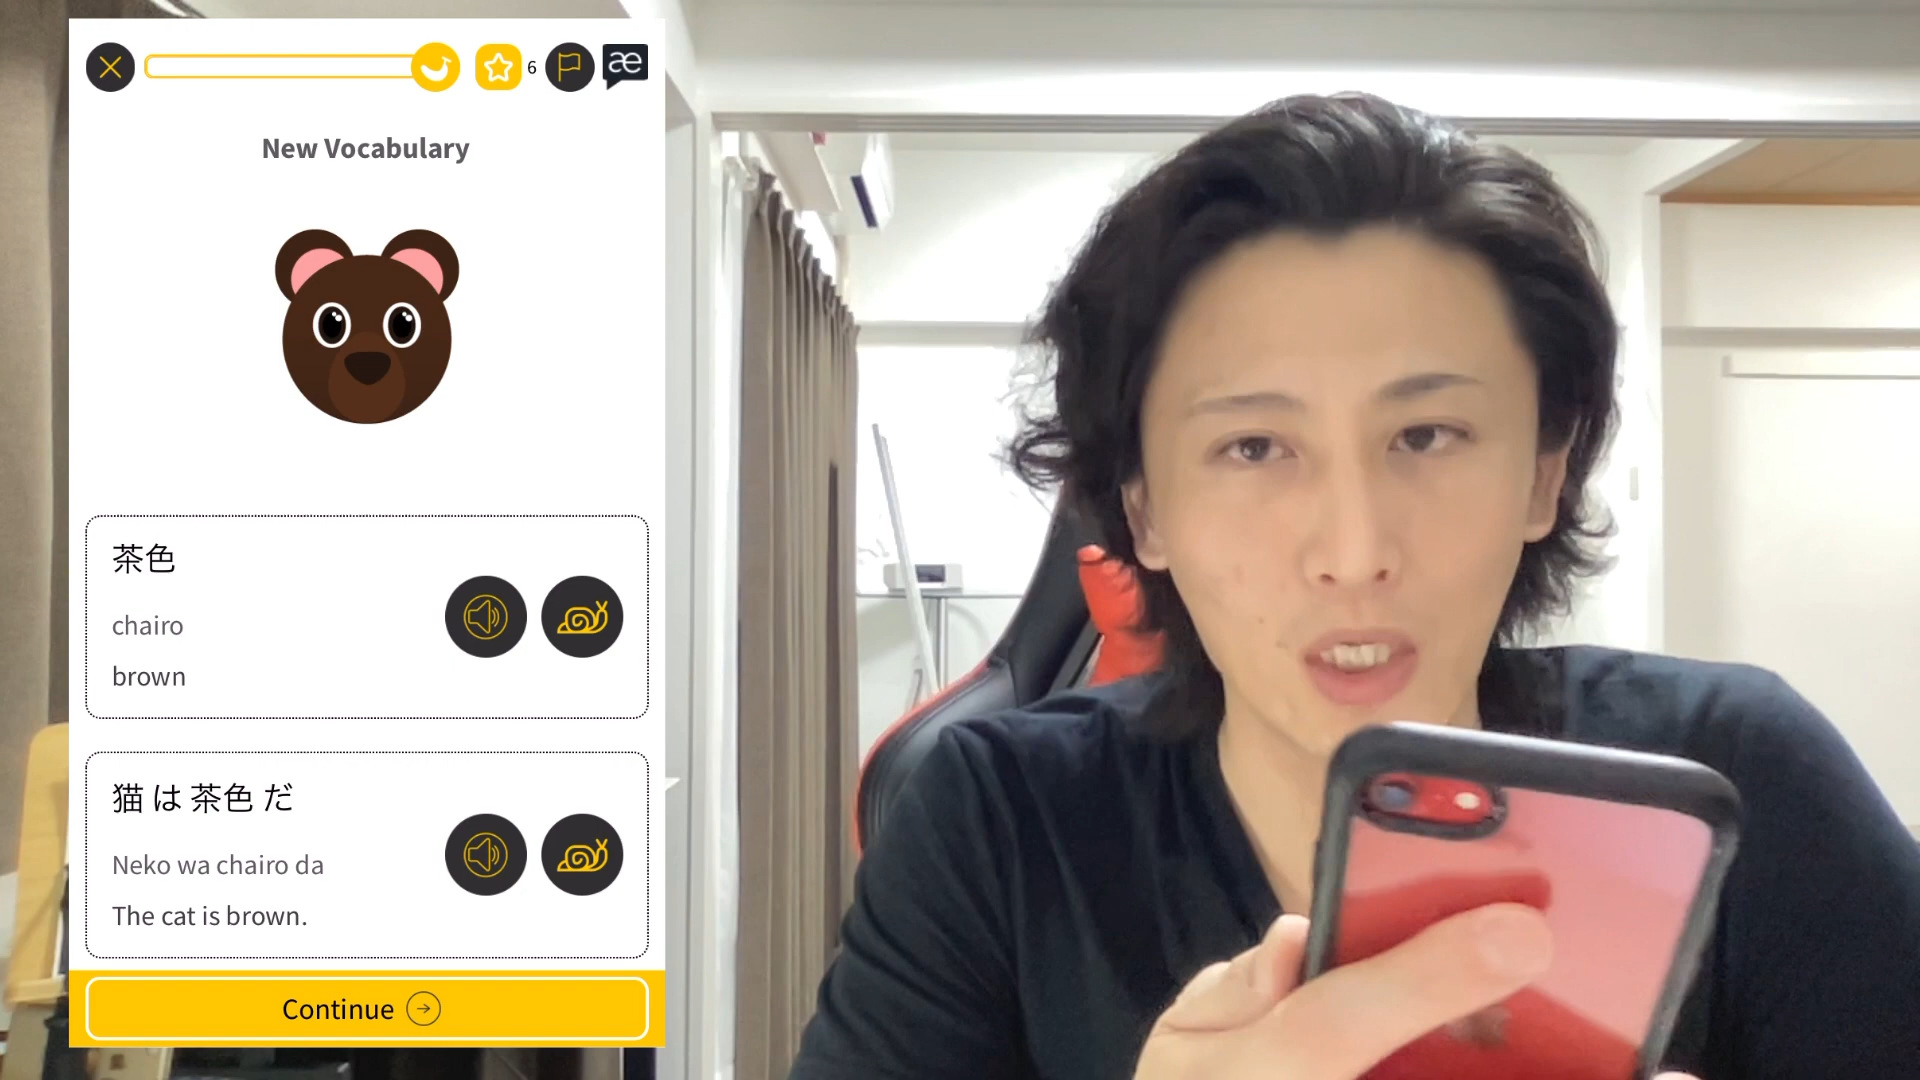 6
æ
New Vocabulary
茶色
chairo
brown
猫 は 茶色 だ
Neko wa chairo da
The cat is brown.
Continue